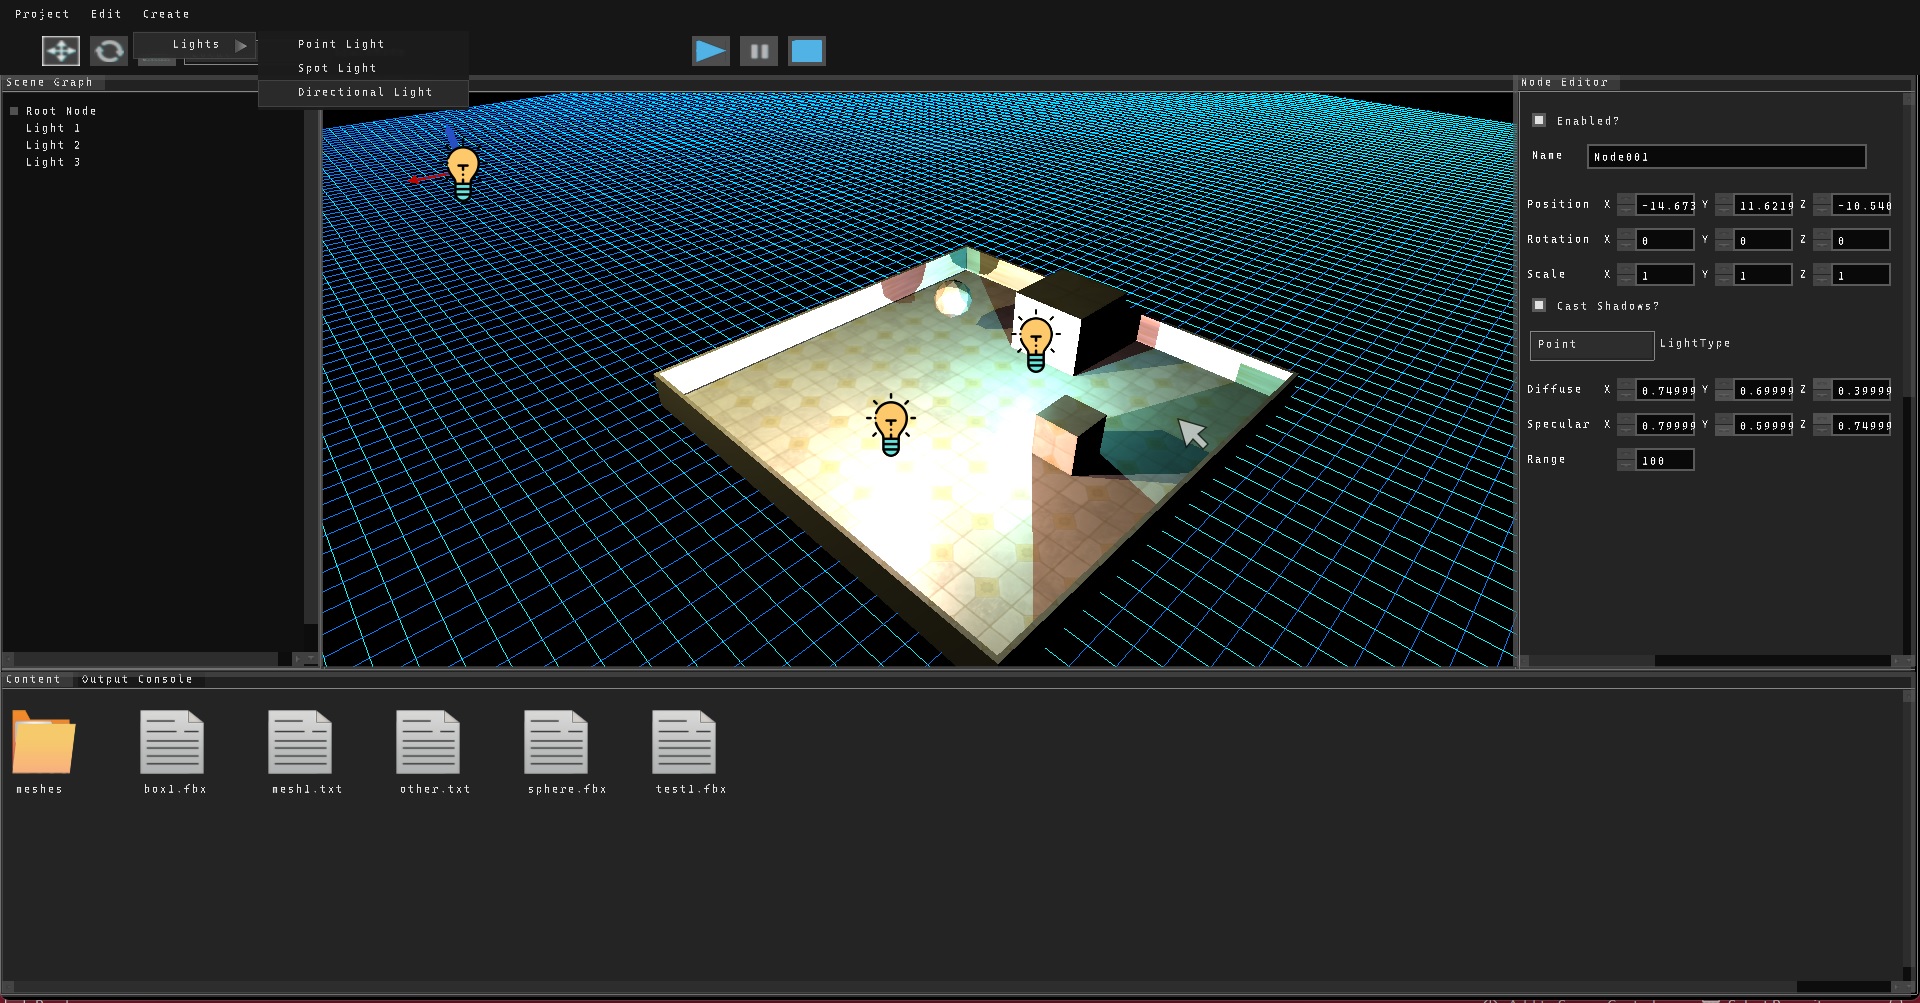 Project Edit Create
Lights
Point Light
Spot Light
Directional Light
Scene Graph
Root Node
Light 1
Light 2
Light 3
Node Editor
Enabled?
Name Node001
Position X -14.673 Y 11.6219 Z -10.540
Rotation X 0 Y 0 Z 0
Scale X 1 Y 1 Z 1
Cast Shadows?
Point LightType
Diffuse X 0.74999 Y 0.69999 Z 0.39999
Specular X 0.79999 Y 0.59999 Z 0.74999
Range 100
Content Output Console
meshes box1.fbx mesh1.txt other.txt sphere.fbx test1.fbx